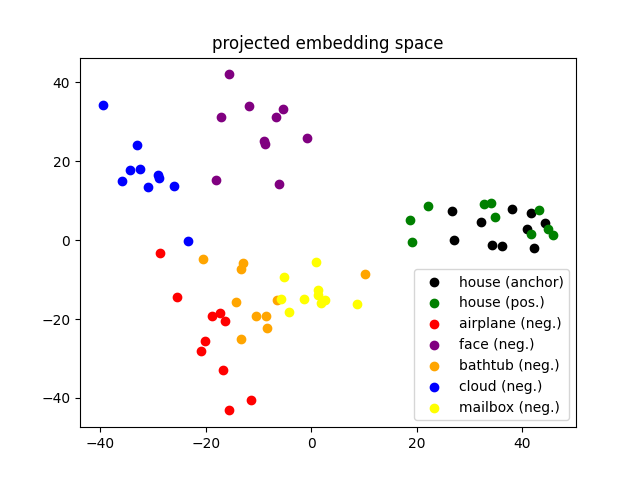 projected embedding space
40
20
0
−20
−40
−40
−20
0
20
40
house (anchor)
house (pos.)
airplane (neg.)
face (neg.)
bathtub (neg.)
cloud (neg.)
mailbox (neg.)